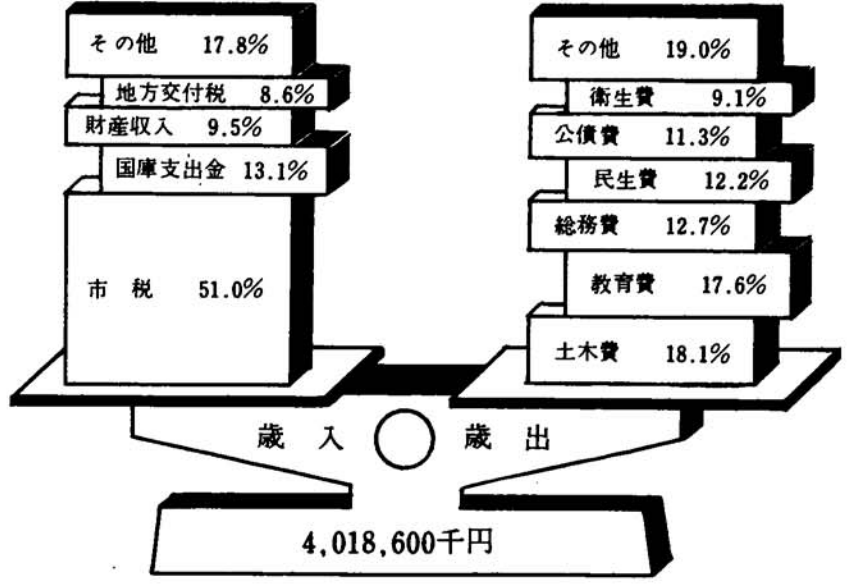 その他 17.8%
地方交付税 8.6%
財産収入 9.5%
国庫支出金 13.1%
市税 51.0%
その他 19.0%
衛生費 9.1%
公債費 11.3%
民生費 12.2%
総務費 12.7%
教育費 17.6%
土木費 18.1%
歳入 歳出
4,018,600千円